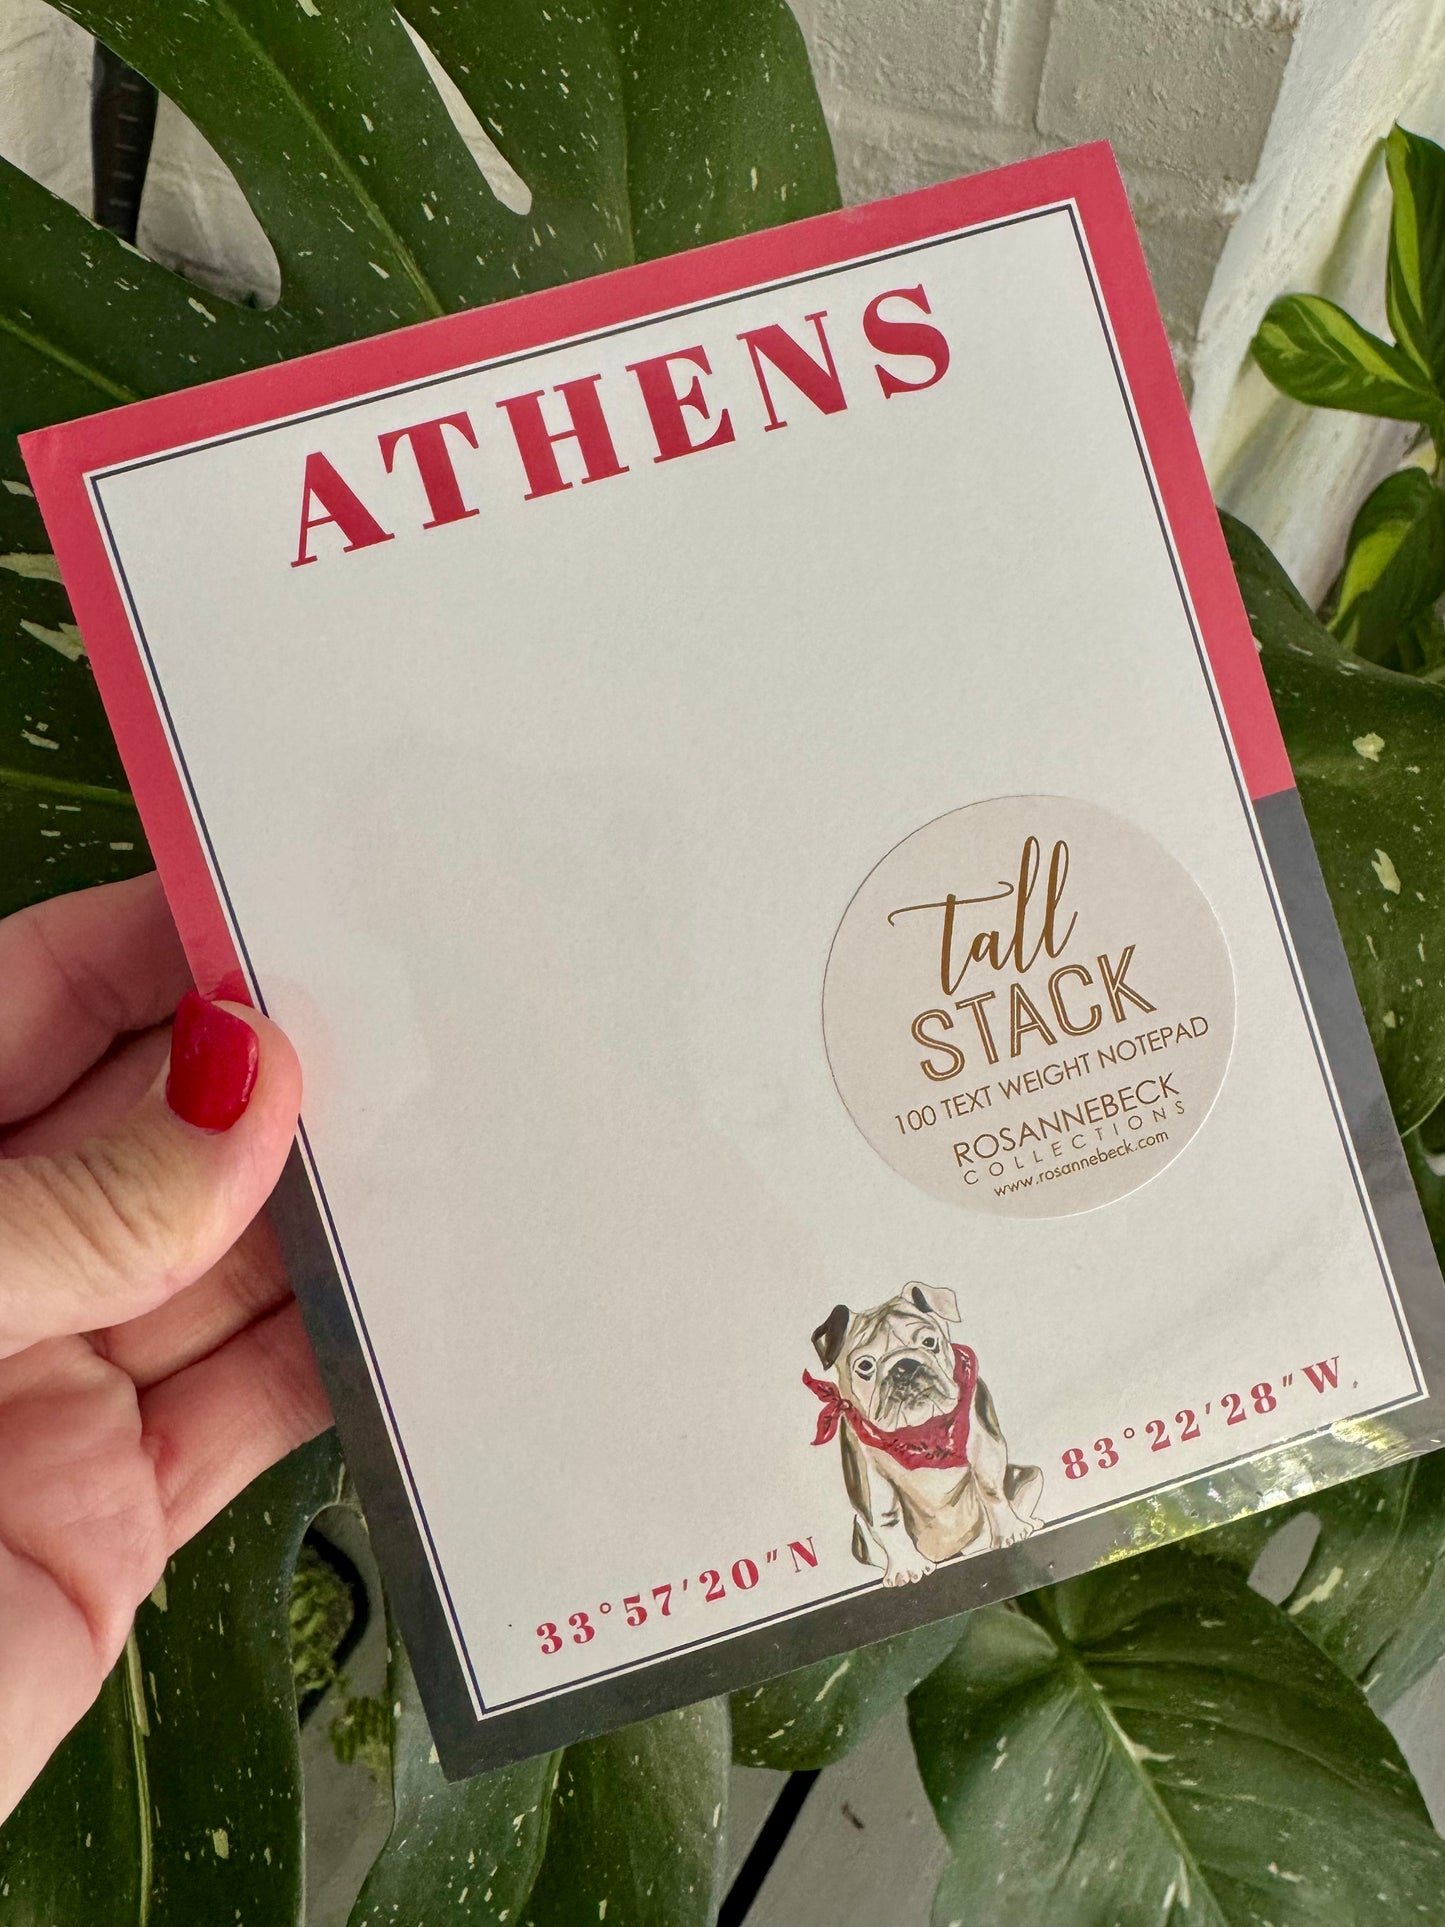 ATHENS
tall
STACK
100 TEXT WEIGHT NOTEPAD
ROSANNEBECK
COLLECTIONS
www.rosannebeck.com
33°57'20"N
83°22'28"W